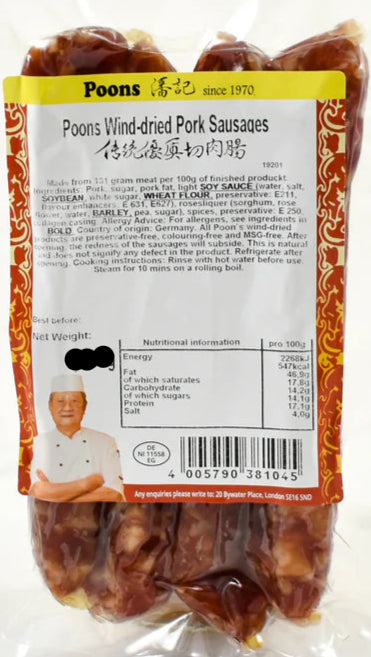 Poons 潘記 since 1970
Poons Wind-dried Pork Sausages
傳統優質切肉腸
19201
Made from 131 gram meat per 100g of finished produckt.
Ingredients: Pork, sugar, pork fat, light SOY SAUCE (water, salt,
SOYBEAN, white sugar, WHEAT FLOUR, preservative: E211,
flavour enhancers: E 631, E627), rosesliquer (sorghum, rose
flower, water, BARLEY, pea, sugar), spices, preservative: E 250,
collagen casing. Allergy Advice: For allergens, see ingredients in
BOLD. Country of origin: Germany. All Poon´s wind-dried
products are preservative-free, colouring-free and MSG-free. After
opening, the redness of the sausages will subside. This is natural
and does not signify any defect in the product. Refrigerate after
opening. Cooking instructions: Rinse with hot water before use.
Steam for 10 mins on a rolling boil.
Best before:
Net Weight:
g
Nutritional information pro 100g
Energy 2268kJ
547kcal
Fat 46,9g
of which saturates 17,8g
Carbohydrate 14,2g
of which sugars 14,1g
Protein 17,1g
Salt 4,0g
DE
NI 11558
EG
4 005790 381045
Any enquiries please write to: 20 Bywater Place, London SE16 5ND